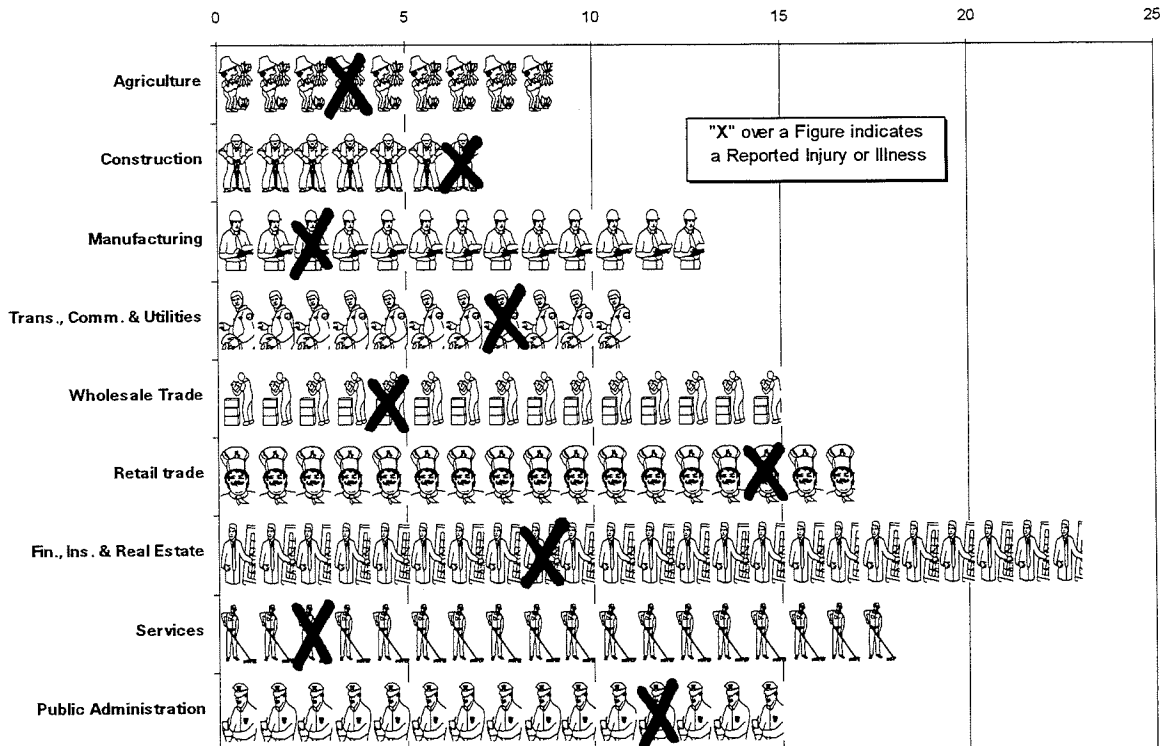 0 5 10 15 20 25
Agriculture
"X" over a Figure indicates
a Reported Injury or Illness
Construction
Manufacturing
Trans., Comm. & Utilities
Wholesale Trade
Retail trade
Fin., Ins. & Real Estate
Services
Public Administration